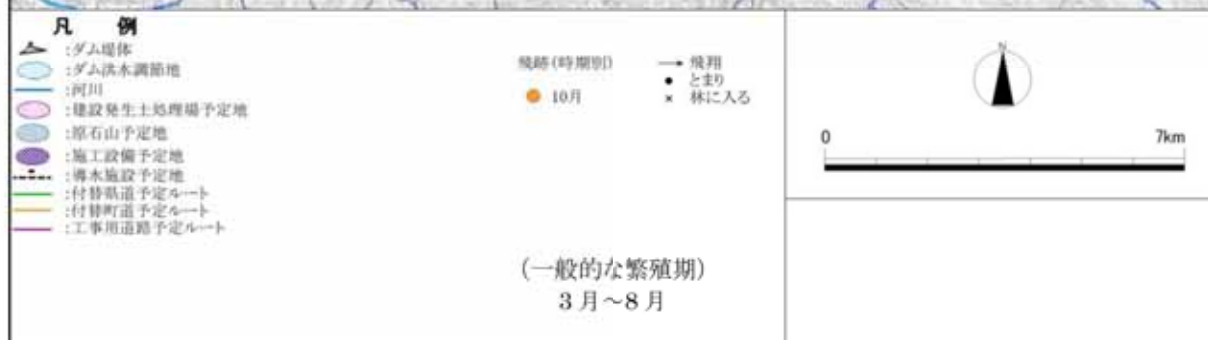 凡 例
:ダム堤体
:ダム洪水調節地
:河川
:建設発生土処理場予定地
:原石山予定地
:施工設備予定地
:導水施設予定地
:付替県道予定ルート
:付替町道予定ルート
:工事用道路予定ルート
飛跡(時期別)
10月
→ 飛翔
● とまり
× 林に入る
(一般的な繁殖期)
3月～8月
N
0 7km